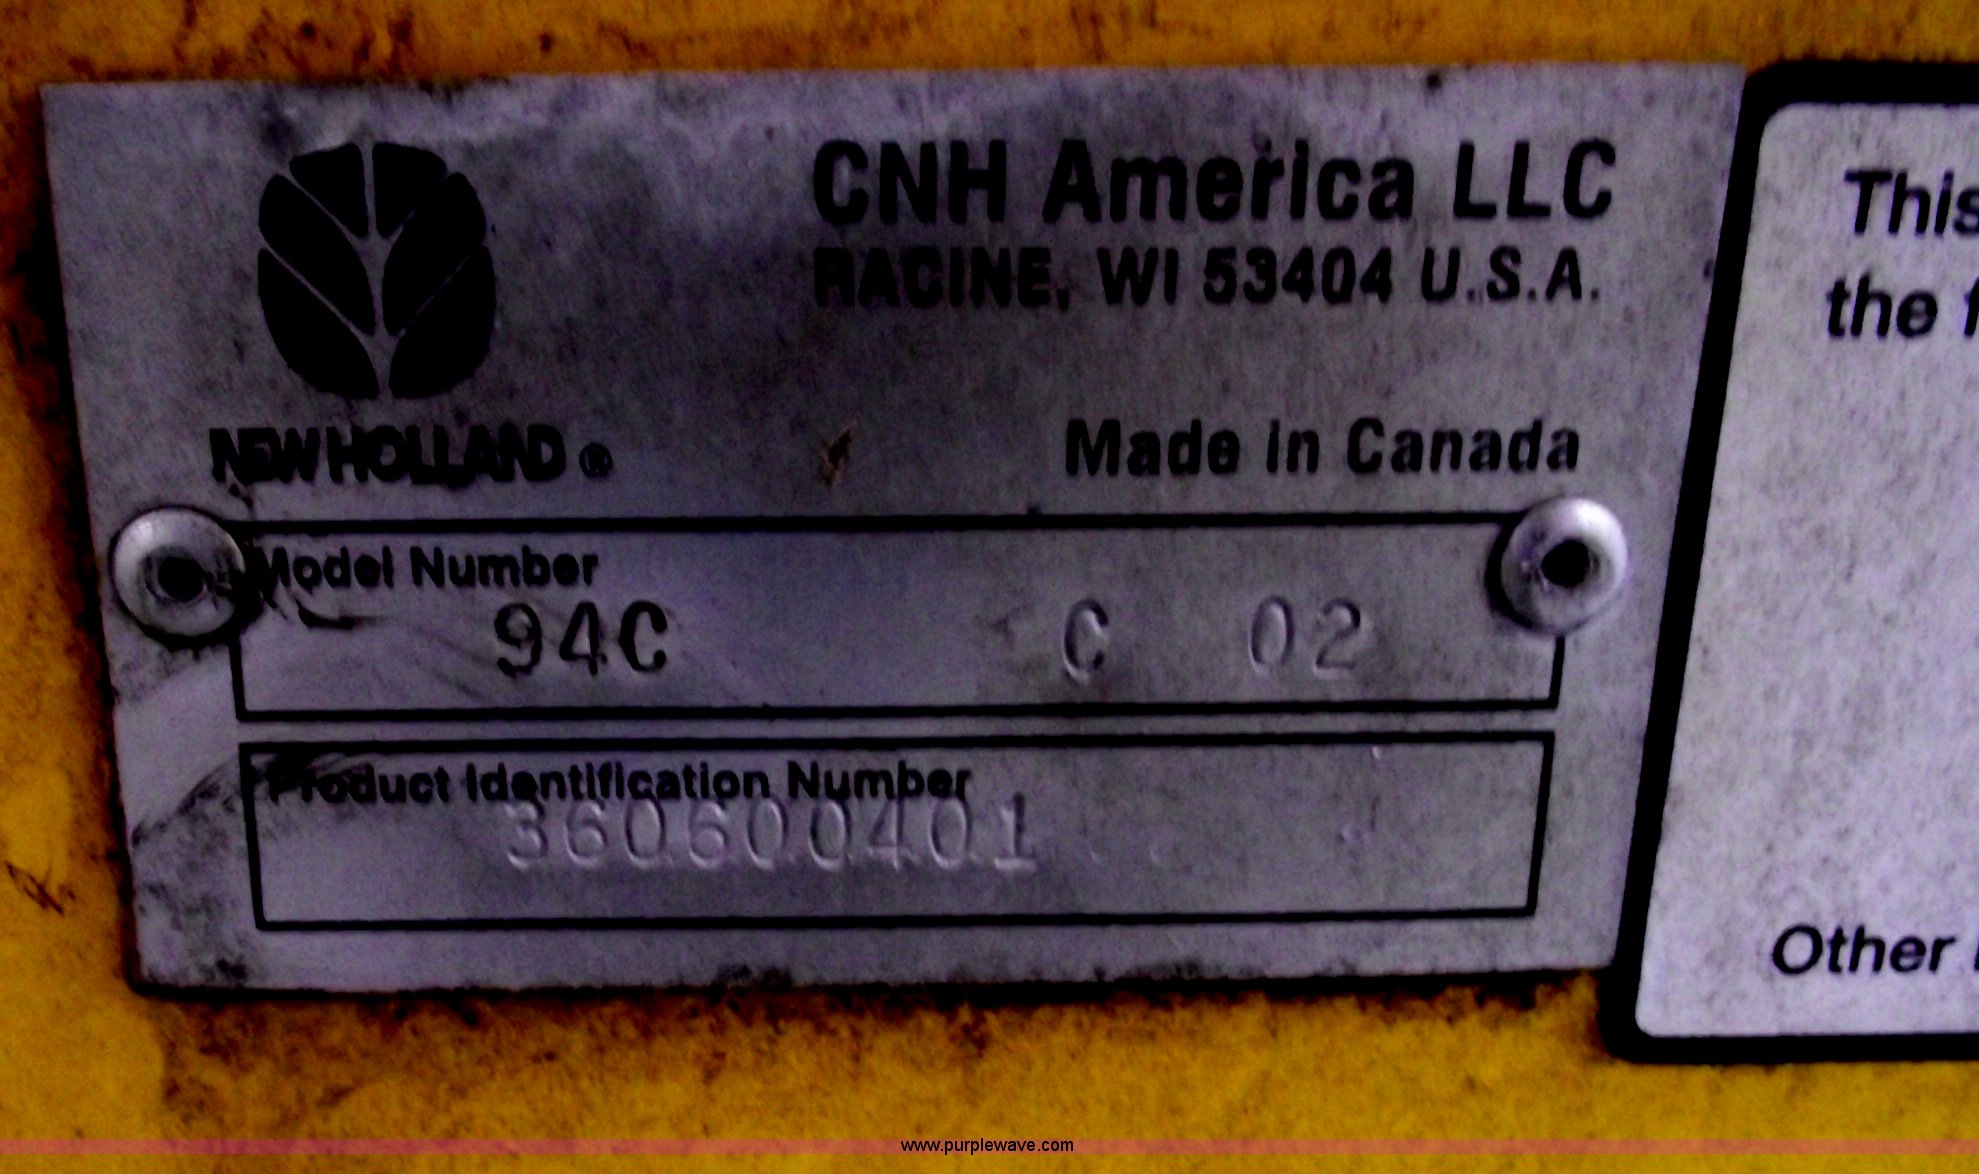 CNH America LLC
RACINE, WI 53404 U.S.A.
NEW HOLLAND ®
Made in Canada
Model Number
94C C 02
Product Identification Number
360600401
This
the
Other
www.purplewave.com